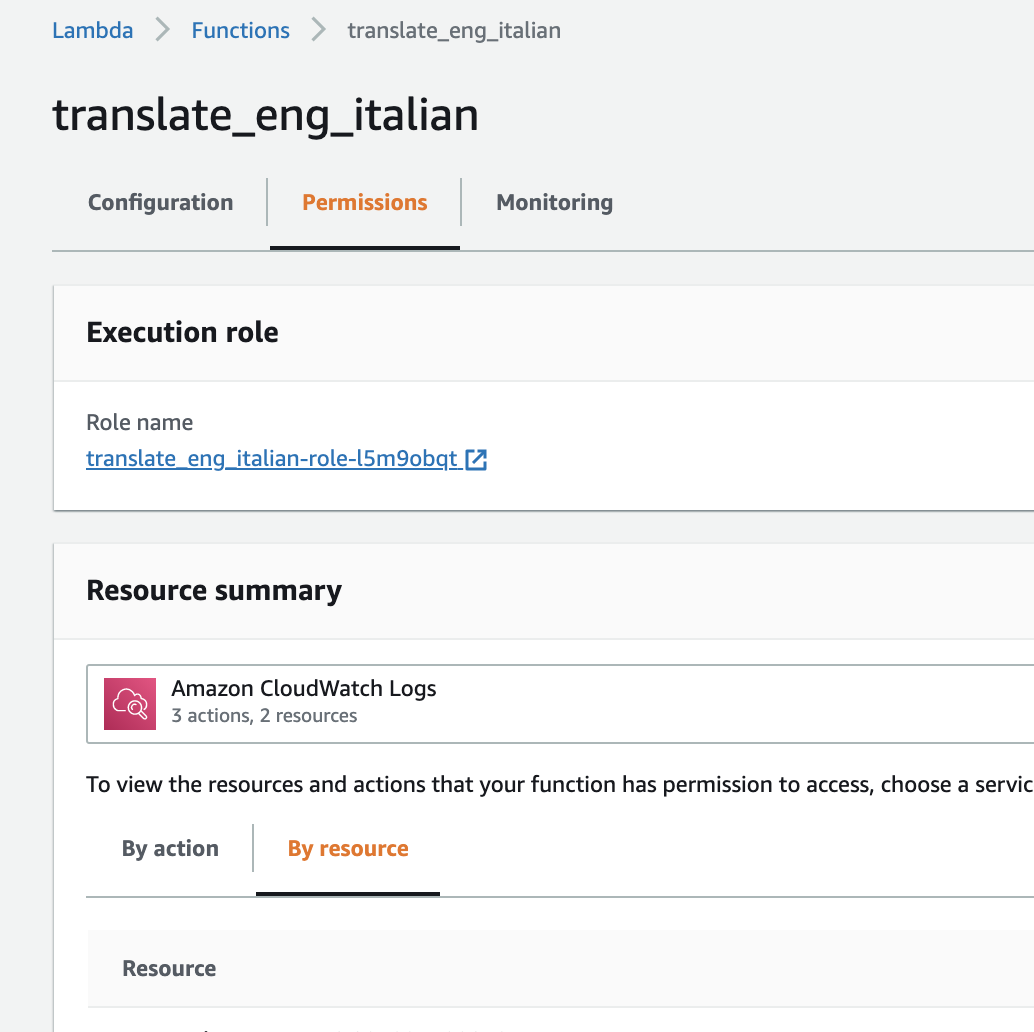 Lambda > Functions > translate_eng_italian
translate_eng_italian
Configuration Permissions Monitoring
Execution role
Role name
translate_eng_italian-role-l5m9obqt
Resource summary
Amazon CloudWatch Logs
3 actions, 2 resources
To view the resources and actions that your function has permission to access, choose a servic
By action By resource
Resource